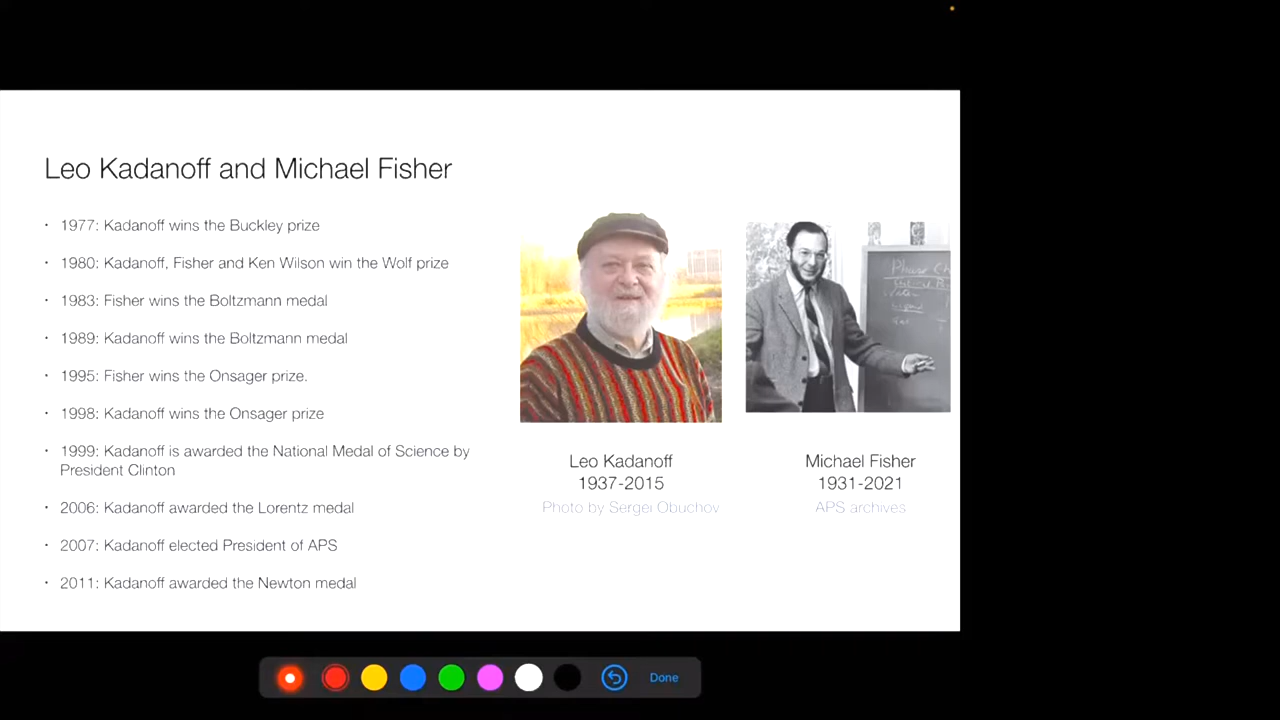 Leo Kadanoff and Michael Fisher
• 1977: Kadanoff wins the Buckley prize
• 1980: Kadanoff, Fisher and Ken Wilson win the Wolf prize
• 1983: Fisher wins the Boltzmann medal
• 1989: Kadanoff wins the Boltzmann medal
• 1995: Fisher wins the Onsager prize.
• 1998: Kadanoff wins the Onsager prize
• 1999: Kadanoff is awarded the National Medal of Science by
President Clinton
• 2006: Kadanoff awarded the Lorentz medal
• 2007: Kadanoff elected President of APS
• 2011: Kadanoff awarded the Newton medal
Leo Kadanoff
1937-2015
Photo by Sergei Obuchov
Michael Fisher
1931-2021
APS archives
Done